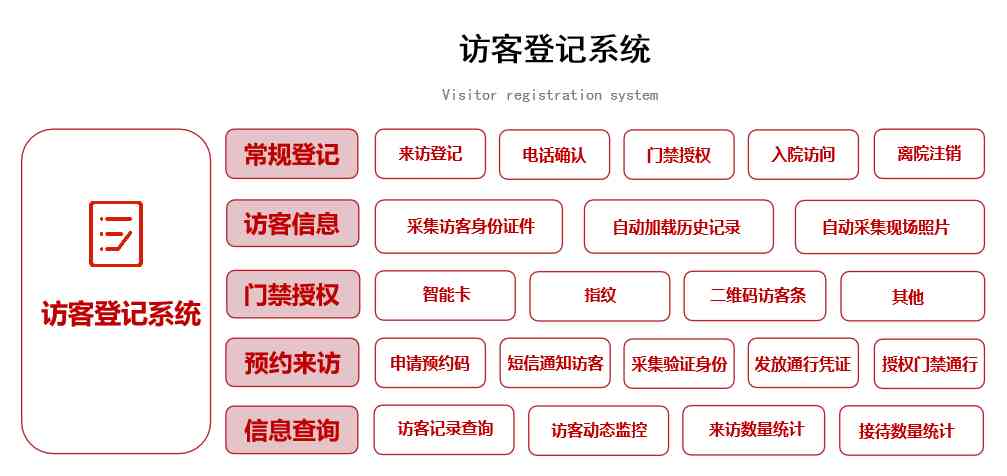 访客登记系统
Visitor registration system
访客登记系统
常规登记 来访登记 电话确认 门禁授权 入院访问 离院注销
访客信息 采集访客身份证件 自动加载历史记录 自动采集现场照片
门禁授权 智能卡 指纹 二维码访客条 其他
预约来访 申请预约码 短信通知访客 采集验证身份 发放通行凭证 授权门禁通行
信息查询 访客记录查询 访客动态监控 来访数量统计 接待数量统计